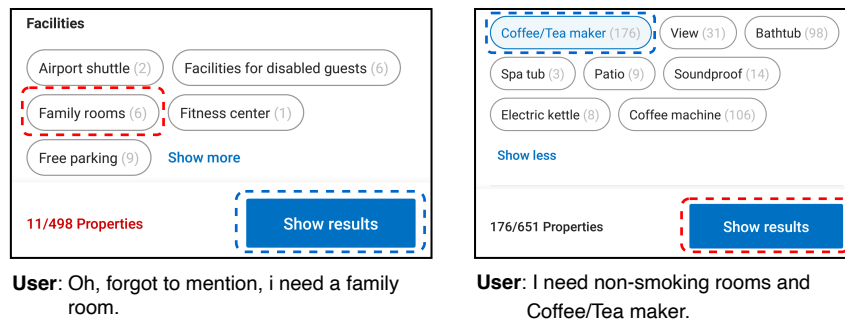 Facilities
Airport shuttle (2) Facilities for disabled guests (6)
Family rooms (6) Fitness center (1)
Free parking (9) Show more
11/498 Properties Show results
User: Oh, forgot to mention, i need a family
room.
Coffee/Tea maker (176) View (31) Bathtub (98)
Spa tub (3) Patio (9) Soundproof (14)
Electric kettle (8) Coffee machine (106)
Show less
176/651 Properties Show results
User: I need non-smoking rooms and
Coffee/Tea maker.